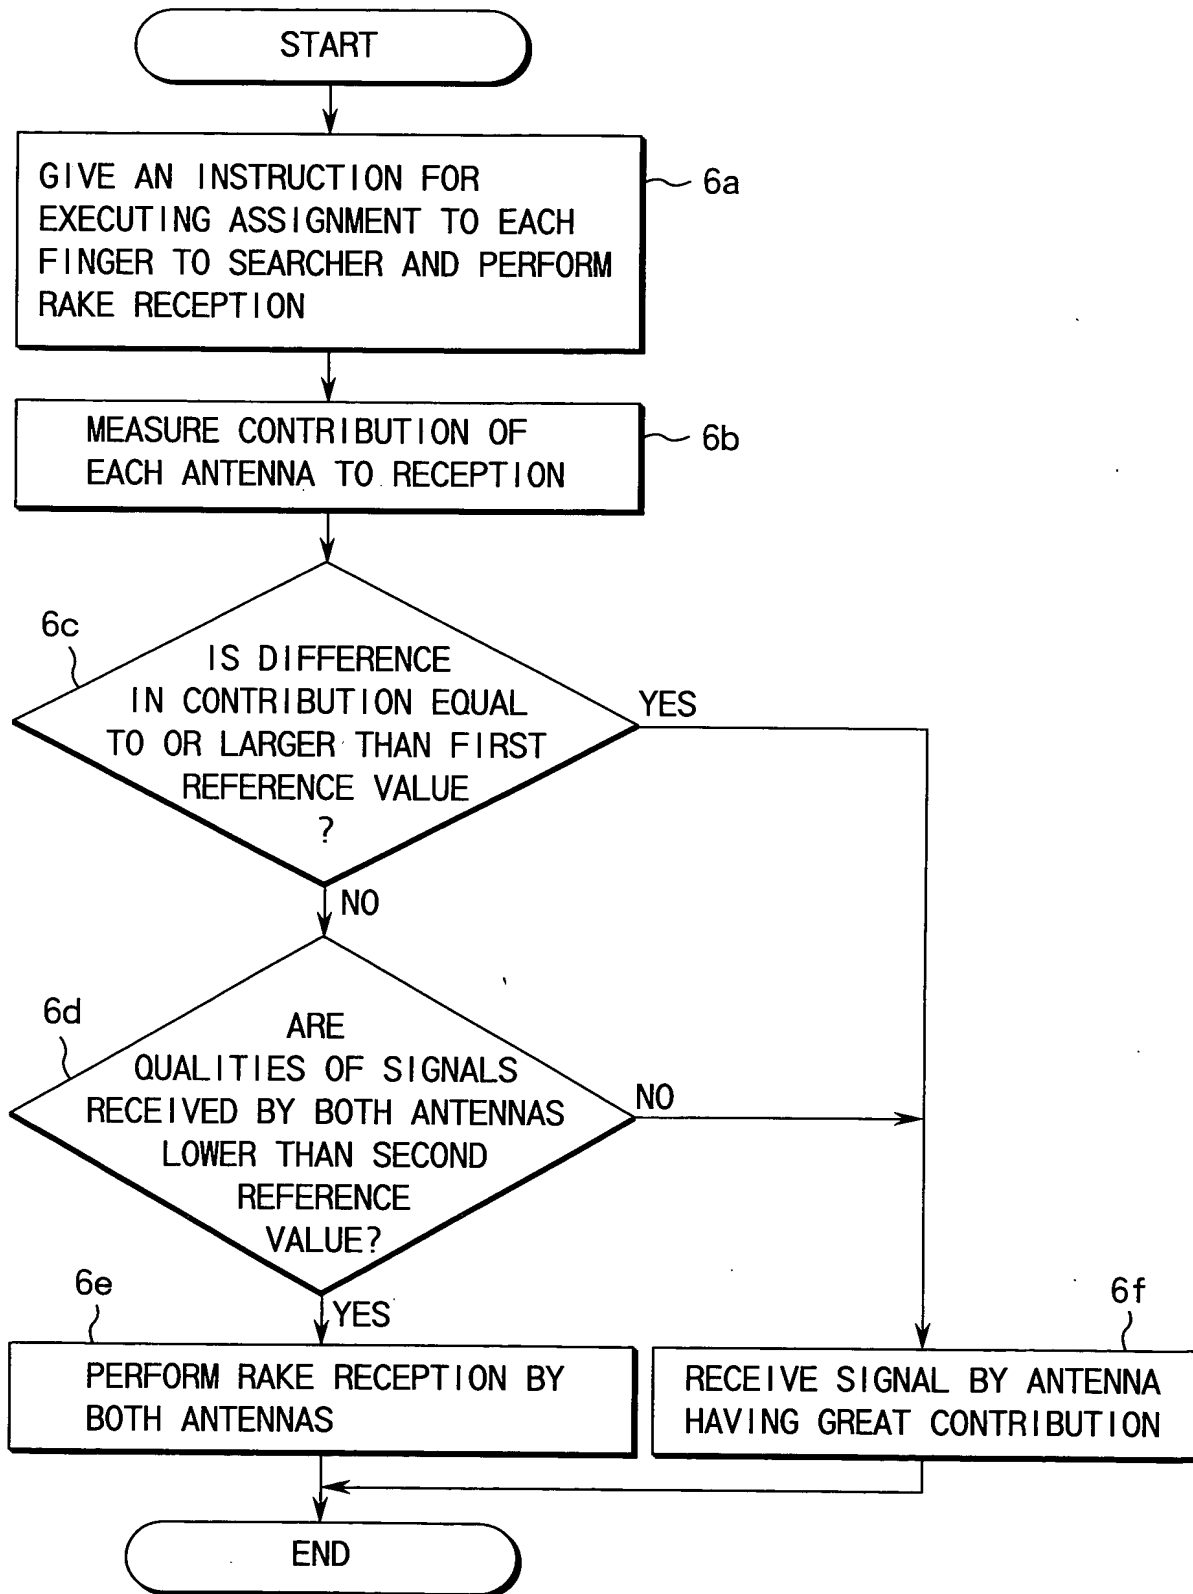 START
GIVE AN INSTRUCTION FOR
EXECUTING ASSIGNMENT TO EACH
FINGER TO SEARCHER AND PERFORM
RAKE RECEPTION
6a
MEASURE CONTRIBUTION OF
EACH ANTENNA TO RECEPTION
6b
6c
IS DIFFERENCE
IN CONTRIBUTION EQUAL
TO OR LARGER THAN FIRST
REFERENCE VALUE
?
YES
NO
6d
ARE
QUALITIES OF SIGNALS
RECEIVED BY BOTH ANTENNAS
LOWER THAN SECOND
REFERENCE
VALUE?
NO
YES
6e
PERFORM RAKE RECEPTION BY
BOTH ANTENNAS
6f
RECEIVE SIGNAL BY ANTENNA
HAVING GREAT CONTRIBUTION
END